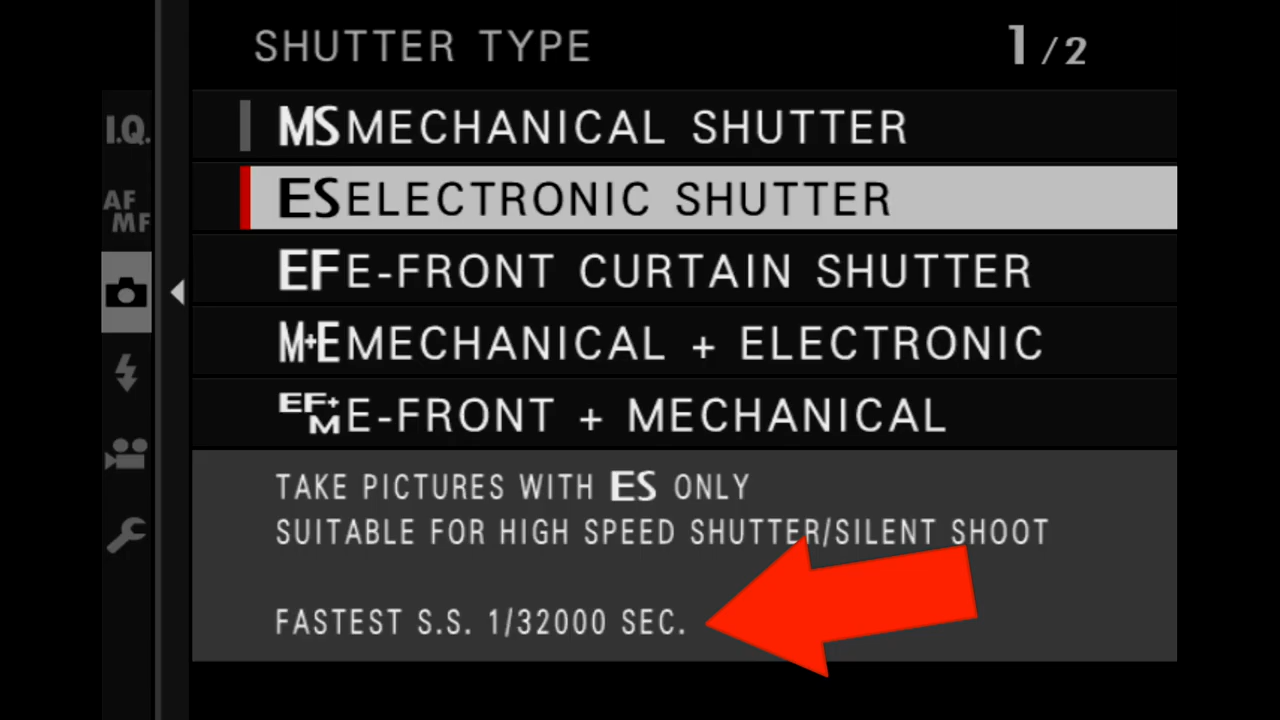 SHUTTER TYPE 1/2
I.Q.
MS MECHANICAL SHUTTER
AF
MF
ES ELECTRONIC SHUTTER
EF E-FRONT CURTAIN SHUTTER
M+E MECHANICAL + ELECTRONIC
EF+M E-FRONT + MECHANICAL
TAKE PICTURES WITH ES ONLY
SUITABLE FOR HIGH SPEED SHUTTER/SILENT SHOOT
FASTEST S.S. 1/32000 SEC.